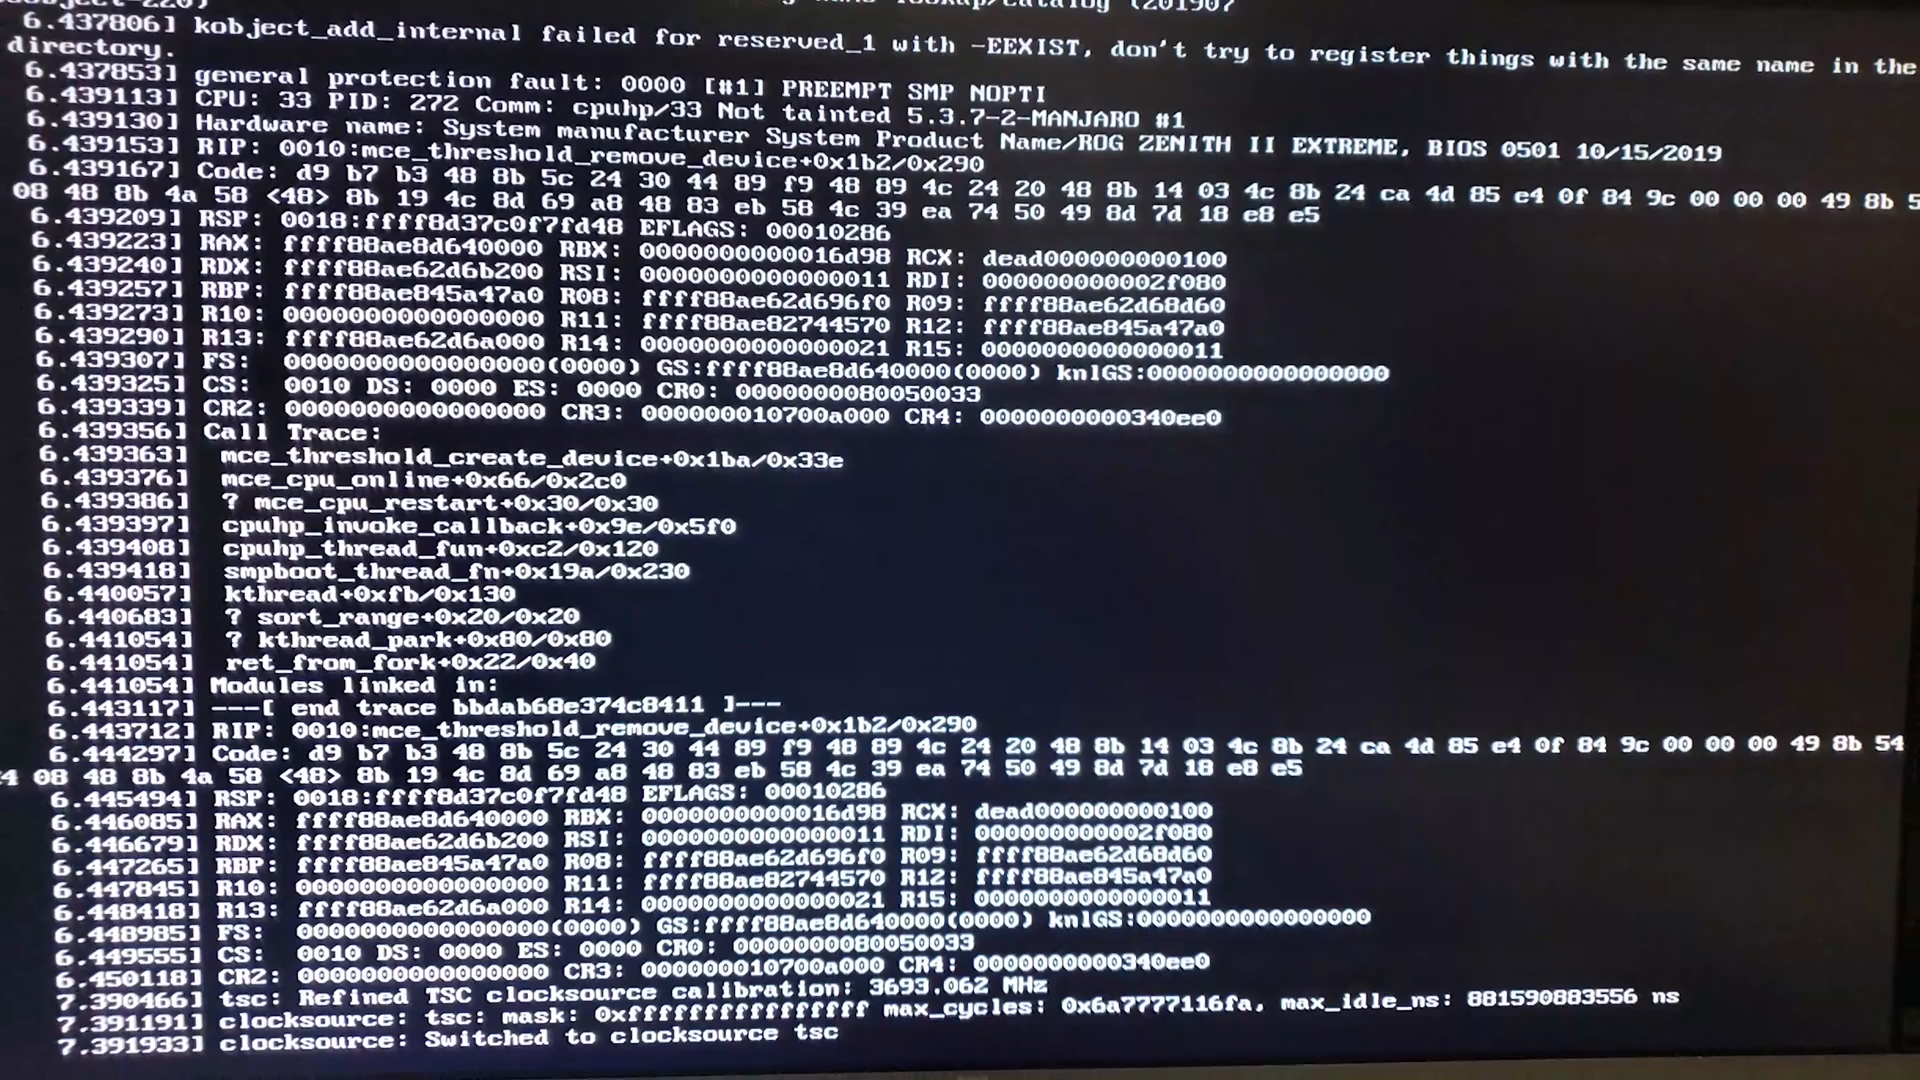 6.437806] kobject_add_internal failed for reserved_1 with -EEXIST, don't try to register things with the same name in the
directory.
6.437853] general protection fault: 0000 [#1] PREEMPT SMP NOPTI
6.439113] CPU: 33 PID: 272 Comm: cpuhp/33 Not tainted 5.3.7-2-MANJARO #1
6.439130] Hardware name: System manufacturer System Product Name/ROG ZENITH II EXTREME, BIOS 0501 10/15/2019
6.439153] RIP: 0010:mce_threshold_remove_device+0x1b2/0x290
6.439167] Code: d9 b7 b3 48 8b 5c 24 30 44 89 f9 48 89 4c 24 20 48 8b 14 03 4c 8b 24 ca 4d 85 e4 0f 84 9c 00 00 00 49 8b 5
08 48 8b 4a 58 <48> 8b 19 4c 8d 69 a8 48 83 eb 58 4c 39 ea 74 50 49 8d 7d 18 e8 e5
6.439209] RSP: 0018:ffff8d37c0f7fd48 EFLAGS: 00010286
6.439223] RAX: ffff88ae8d640000 RBX: 0000000000016d98 RCX: dead000000000100
6.439240] RDX: ffff88ae62d6b200 RSI: 0000000000000011 RDI: 000000000002f080
6.439257] RBP: ffff88ae845a47a0 R08: ffff88ae62d696f0 R09: ffff88ae62d68d60
6.439273] R10: 0000000000000000 R11: ffff88ae82744570 R12: ffff88ae845a47a0
6.439290] R13: ffff88ae62d6a000 R14: 0000000000000021 R15: 0000000000000011
6.439307] FS:  0000000000000000(0000) GS:ffff88ae8d640000(0000) knlGS:0000000000000000
6.439325] CS:  0010 DS: 0000 ES: 0000 CR0: 0000000080050033
6.439339] CR2: 0000000000000000 CR3: 000000010700a000 CR4: 0000000000340ee0
6.439356] Call Trace:
6.439363]  mce_threshold_create_device+0x1ba/0x33e
6.439376]  mce_cpu_online+0x66/0x2c0
6.439386]  ? mce_cpu_restart+0x30/0x30
6.439397]  cpuhp_invoke_callback+0x9e/0x5f0
6.439408]  cpuhp_thread_fun+0xc2/0x120
6.439418]  smpboot_thread_fn+0x19a/0x230
6.440057]  kthread+0xfb/0x130
6.440683]  ? sort_range+0x20/0x20
6.441054]  ? kthread_park+0x80/0x80
6.441054]  ret_from_fork+0x22/0x40
6.441054] Modules linked in:
6.443117] ---[ end trace bbdab68e374c8411 ]---
6.443712] RIP: 0010:mce_threshold_remove_device+0x1b2/0x290
6.444297] Code: d9 b7 b3 48 8b 5c 24 30 44 89 f9 48 89 4c 24 20 48 8b 14 03 4c 8b 24 ca 4d 85 e4 0f 84 9c 00 00 00 49 8b 54
4 08 48 8b 4a 58 <48> 8b 19 4c 8d 69 a8 48 83 eb 58 4c 39 ea 74 50 49 8d 7d 18 e8 e5
6.445494] RSP: 0018:ffff8d37c0f7fd48 EFLAGS: 00010286
6.446085] RAX: ffff88ae8d640000 RBX: 0000000000016d98 RCX: dead000000000100
6.446679] RDX: ffff88ae62d6b200 RSI: 0000000000000011 RDI: 000000000002f080
6.447265] RBP: ffff88ae845a47a0 R08: ffff88ae62d696f0 R09: ffff88ae62d68d60
6.447845] R10: 0000000000000000 R11: ffff88ae82744570 R12: ffff88ae845a47a0
6.448418] R13: ffff88ae62d6a000 R14: 0000000000000021 R15: 0000000000000011
6.448985] FS:  0000000000000000(0000) GS:ffff88ae8d640000(0000) knlGS:0000000000000000
6.449555] CS:  0010 DS: 0000 ES: 0000 CR0: 0000000080050033
6.450118] CR2: 0000000000000000 CR3: 000000010700a000 CR4: 0000000000340ee0
7.390466] tsc: Refined TSC clocksource calibration: 3693.062 MHz
7.391191] clocksource: tsc: mask: 0xffffffffffffffff max_cycles: 0x6a7777116fa, max_idle_ns: 881590883556 ns
7.391933] clocksource: Switched to clocksource tsc